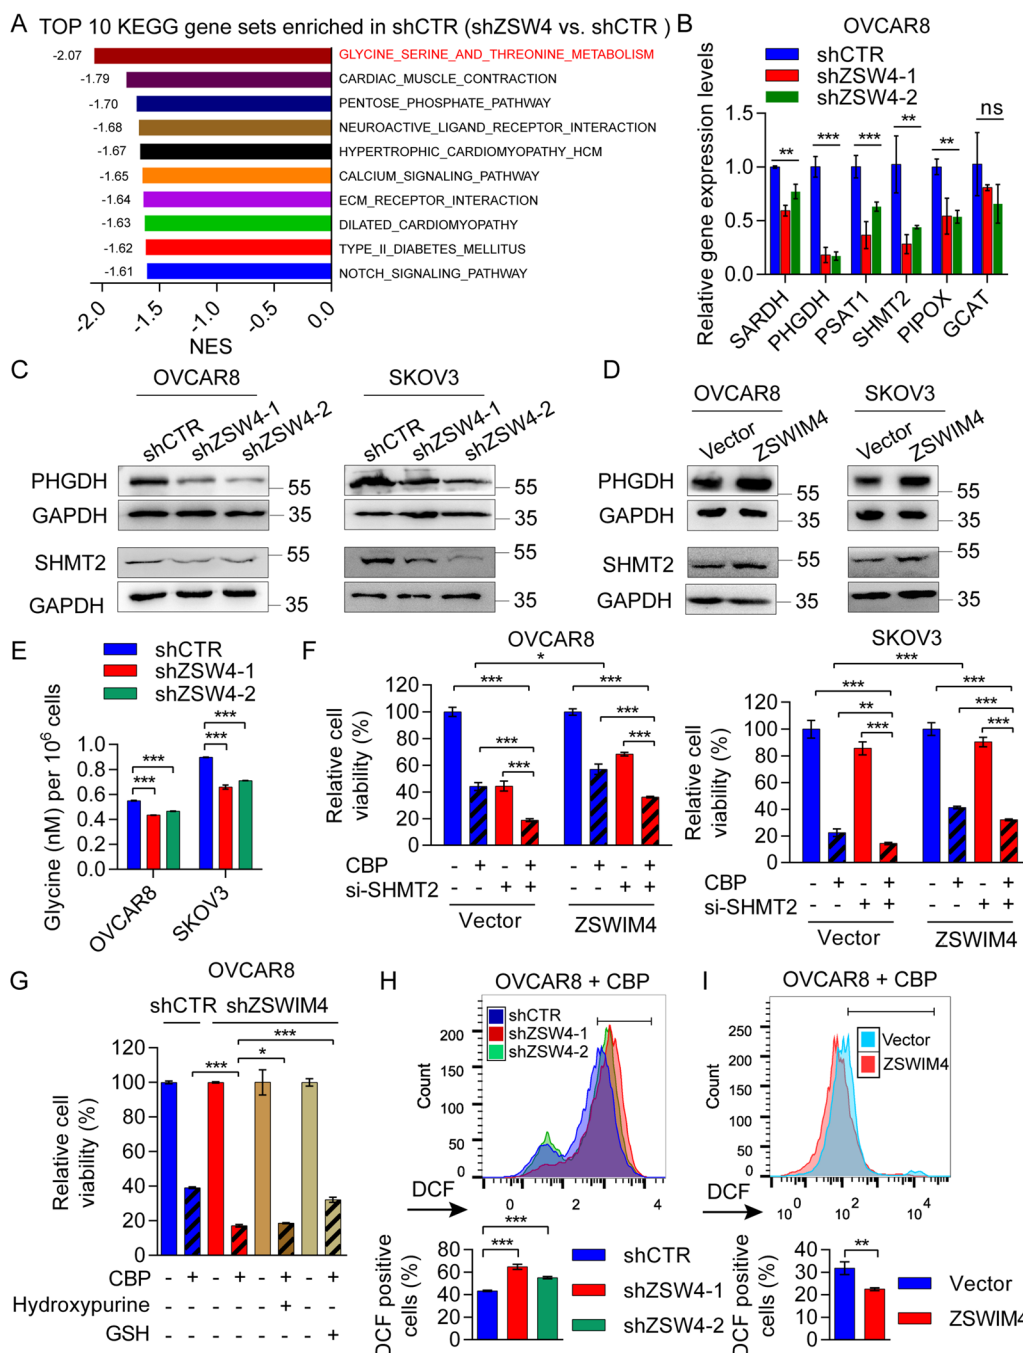 A TOP 10 KEGG gene sets enriched in shCTR (shZSW4 vs. shCTR )
-2.07 GLYCINE_SERINE_AND_THREONINE_METABOLISM
-1.79 CARDIAC_MUSCLE_CONTRACTION
-1.70 PENTOSE_PHOSPHATE_PATHWAY
-1.68 NEUROACTIVE_LIGAND_RECEPTOR_INTERACTION
-1.67 HYPERTROPHIC_CARDIOMYOPATHY_HCM
-1.65 CALCIUM_SIGNALING_PATHWAY
-1.64 ECM_RECEPTOR_INTERACTION
-1.63 DILATED_CARDIOMYOPATHY
-1.62 TYPE_II_DIABETES_MELLITUS
-1.61 NOTCH_SIGNALING_PATHWAY
-2.0 -1.5 -1.0 -0.5 0.0
NES
B OVCAR8
shCTR
shZSW4-1
shZSW4-2
Relative gene expression levels
1.5
1.0
0.5
0.0
** *** *** ** ** ns
SARDH PHGDH PSAT1 SHMT2 PIPOX GCAT
C OVCAR8 SKOV3
shCTR shZSW4-1 shZSW4-2 shCTR shZSW4-1 shZSW4-2
PHGDH 55 55
GAPDH 35 35
SHMT2 55 55
GAPDH 35 35
D OVCAR8 SKOV3
Vector ZSWIM4 Vector ZSWIM4
PHGDH 55 55
GAPDH 35 35
SHMT2 55 55
GAPDH 35 35
E
shCTR
shZSW4-1
shZSW4-2
Glycine (nM) per 10⁶ cells
1.0
0.8
0.6
0.4
0.2
0.0
*** *** *** ***
OVCAR8 SKOV3
F OVCAR8
Relative cell
viability (%)
120
100
80
60
40
20
0
*
*** ***
*** ***
*** ***
CBP - + - + - + - +
si-SHMT2 - - + + - - + +
Vector ZSWIM4
SKOV3
Relative cell
viability (%)
120
100
80
60
40
20
0
***
*** ***
** ***
*** ***
CBP - + - + - + - +
si-SHMT2 - - + + - - + +
Vector ZSWIM4
G OVCAR8
shCTR shZSWIM4
Relative cell
viability (%)
120
100
80
60
40
20
0
***
*** *
CBP - + - + - + - +
Hydroxypurine - - - - - + - -
GSH - - - - - - - +
H OVCAR8 + CBP
shCTR
shZSW4-1
shZSW4-2
Count
200
150
100
50
0
0 2 4
DCF
DCF positive
cells (%)
80
60
40
20
0
***
***
shCTR
shZSW4-1
shZSW4-2
I OVCAR8 + CBP
Vector
ZSWIM4
Count
250
200
150
100
50
0
10⁰ 10² 10⁴
DCF
DCF positive
cells (%)
40
30
20
10
0
**
Vector
ZSWIM4